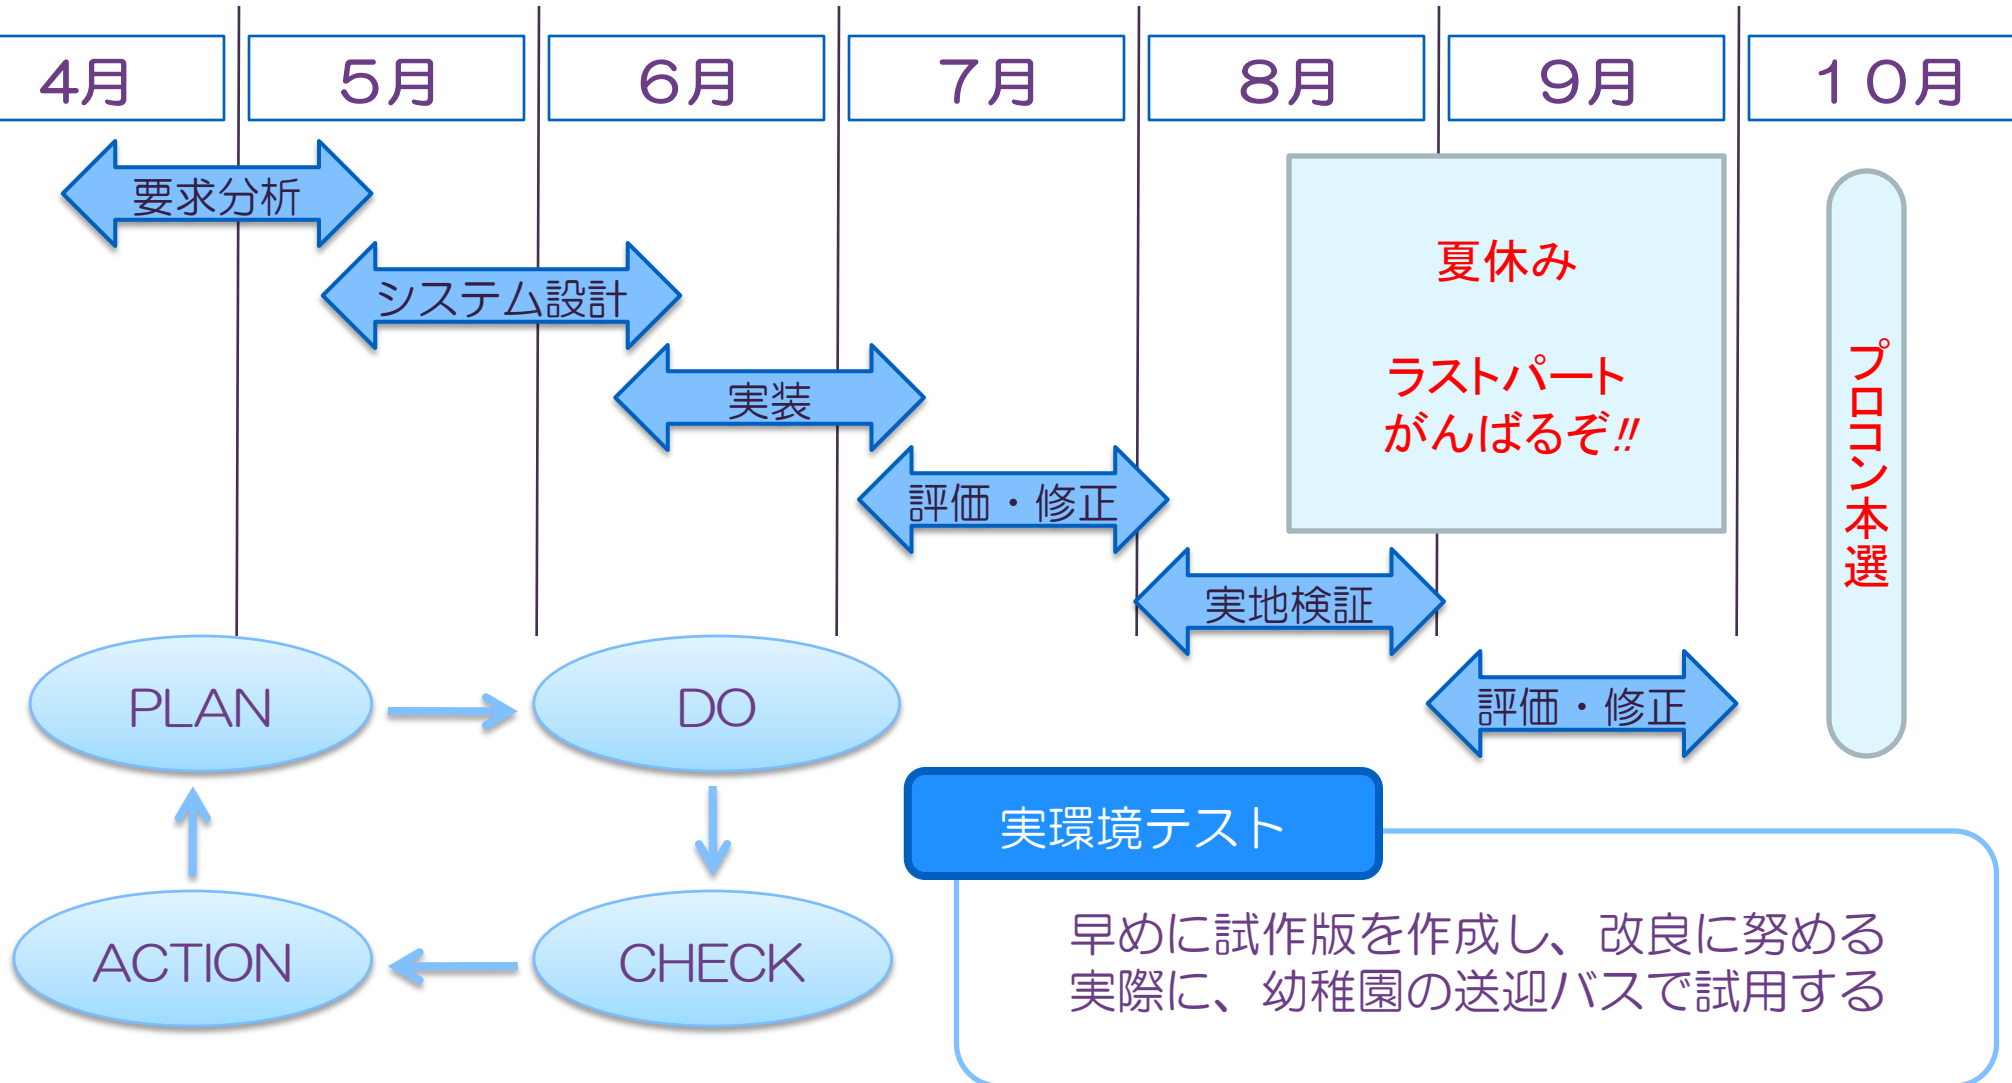 4月
5月
6月
7月
8月
9月
10月
要求分析
システム設計
実装
評価・修正
実地検証
評価・修正
夏休み
ラストパート
がんばるぞ!!
プロコン本選
PLAN
DO
CHECK
ACTION
実環境テスト
早めに試作版を作成し、改良に努める
実際に、幼稚園の送迎バスで試用する